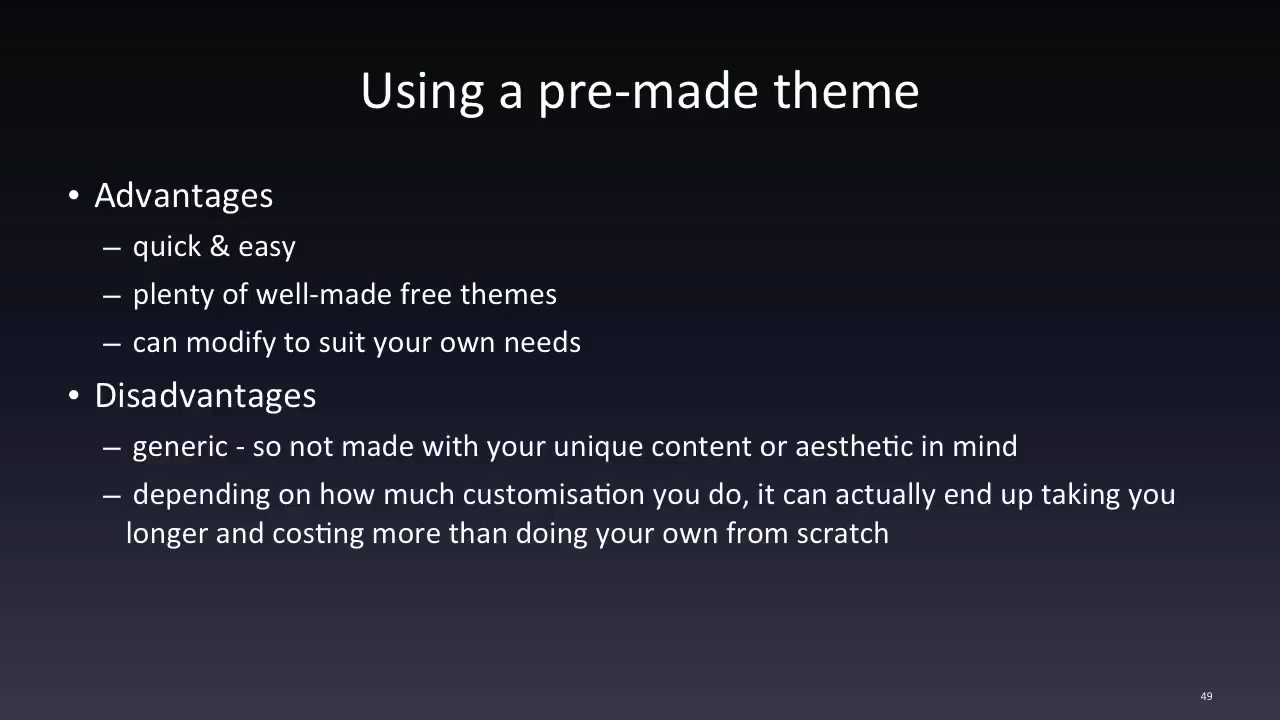 Using a pre-made theme
• Advantages
– quick & easy
– plenty of well-made free themes
– can modify to suit your own needs
• Disadvantages
– generic - so not made with your unique content or aesthetic in mind
– depending on how much customisation you do, it can actually end up taking you
longer and costing more than doing your own from scratch
49